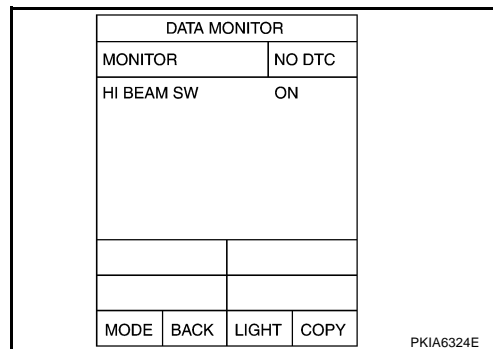 DATA MONITOR
MONITOR NO DTC
HI BEAM SW ON
MODE BACK LIGHT COPY
PKIA6324E